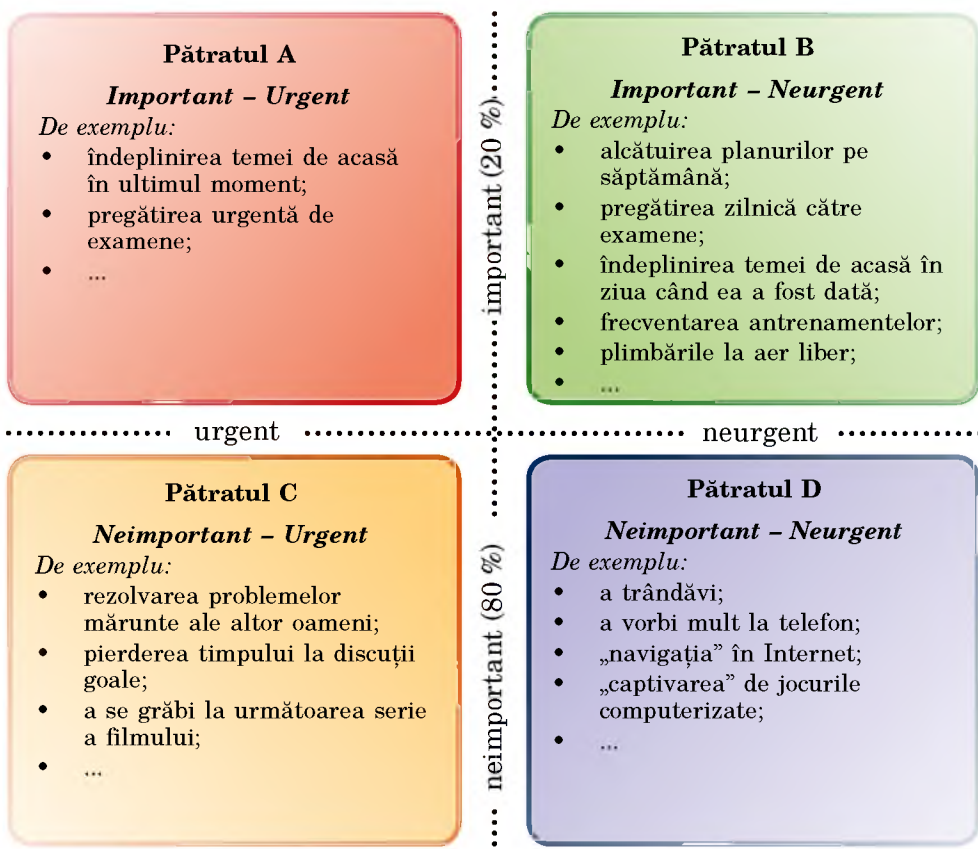 Pătratul A
Important – Urgent
De exemplu:
• îndeplinirea temei de acasă
în ultimul moment;
• pregătirea urgentă de
examene;
• ...
important (20 %)
Pătratul B
Important – Neurgent
De exemplu:
• alcătuirea planurilor pe
săptămână;
• pregătirea zilnică către
examene;
• îndeplinirea temei de acasă în
ziua când ea a fost dată;
• frecventarea antrenamentelor;
• plimbările la aer liber;
• ...
urgent
neurgent
Pătratul C
Neimportant – Urgent
De exemplu:
• rezolvarea problemelor
mărunte ale altor oameni;
• pierderea timpului la discuții
goale;
• a se grăbi la următoarea serie
a filmului;
• ...
neimportant (80 %)
Pătratul D
Neimportant – Neurgent
De exemplu:
• a trândăvi;
• a vorbi mult la telefon;
• „navigația” în Internet;
• „captivarea” de jocurile
computerizate;
• ...